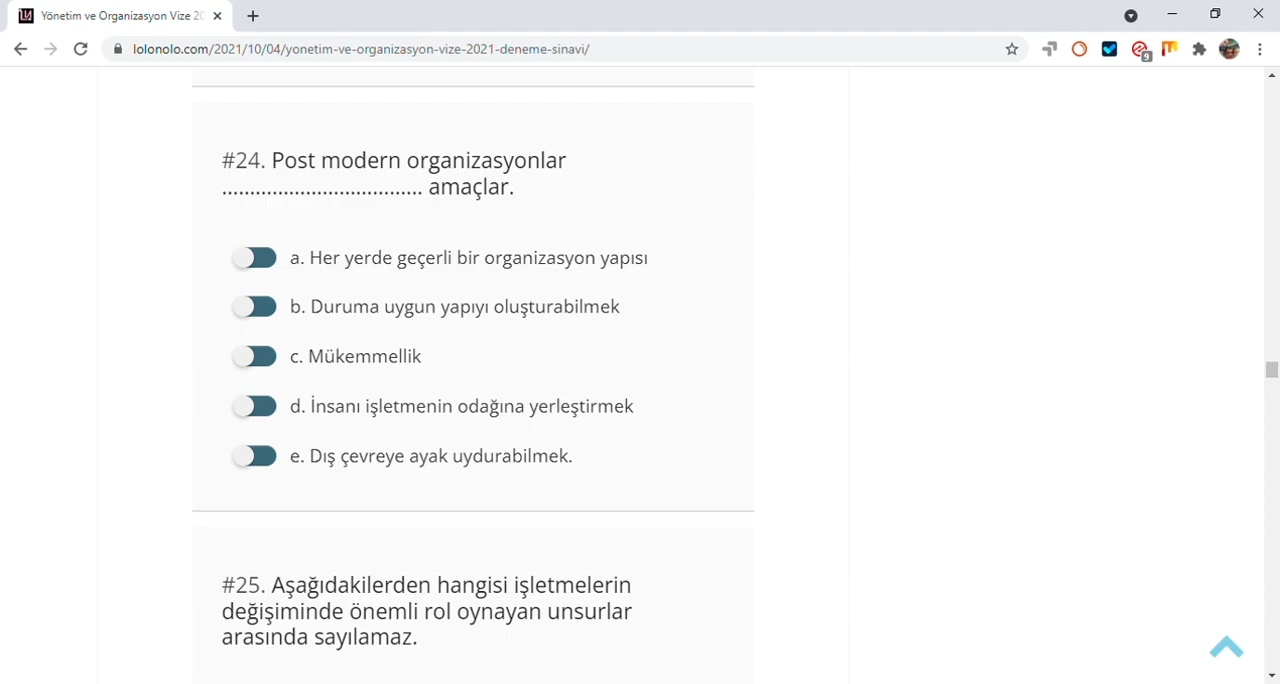 Yönetim ve Organizasyon Vize 20
lolonolo.com/2021/10/04/yonetim-ve-organizasyon-vize-2021-deneme-sinavi/
9
#24. Post modern organizasyonlar
.................................... amaçlar.
a. Her yerde geçerli bir organizasyon yapısı
b. Duruma uygun yapıyı oluşturabilmek
c. Mükemmellik
d. İnsanı işletmenin odağına yerleştirmek
e. Dış çevreye ayak uydurabilmek.
#25. Aşağıdakilerden hangisi işletmelerin
değişiminde önemli rol oynayan unsurlar
arasında sayılamaz.